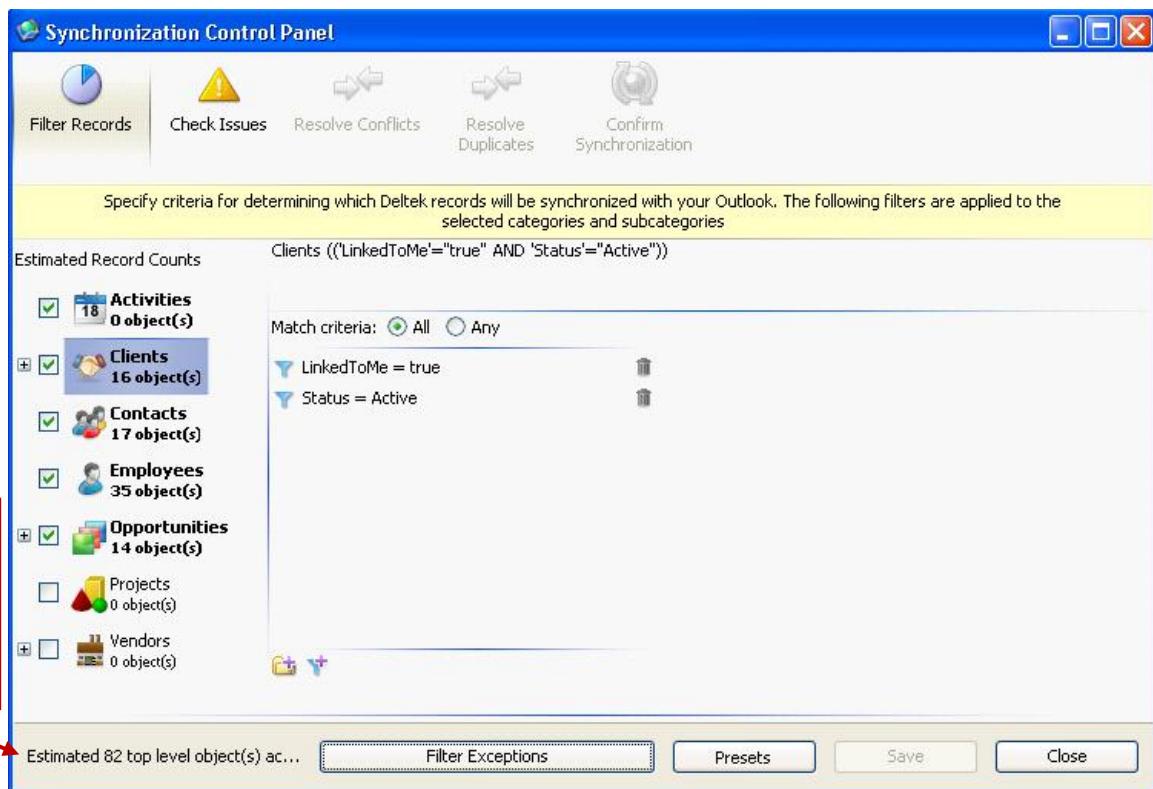 Synchronization Control Panel
Filter Records
Check Issues
Resolve Conflicts
Resolve
Duplicates
Confirm
Synchronization
Specify criteria for determining which Deltek records will be synchronized with your Outlook. The following filters are applied to the
selected categories and subcategories
Estimated Record Counts
Clients (('LinkedToMe'="true" AND 'Status'="Active"))
18
Activities
0 object(s)
Clients
16 object(s)
Contacts
17 object(s)
Employees
35 object(s)
Opportunities
14 object(s)
Projects
0 object(s)
Vendors
0 object(s)
Match criteria: All Any
LinkedToMe = true
Status = Active
Estimated 82 top level object(s) ac...
Filter Exceptions
Presets
Save
Close